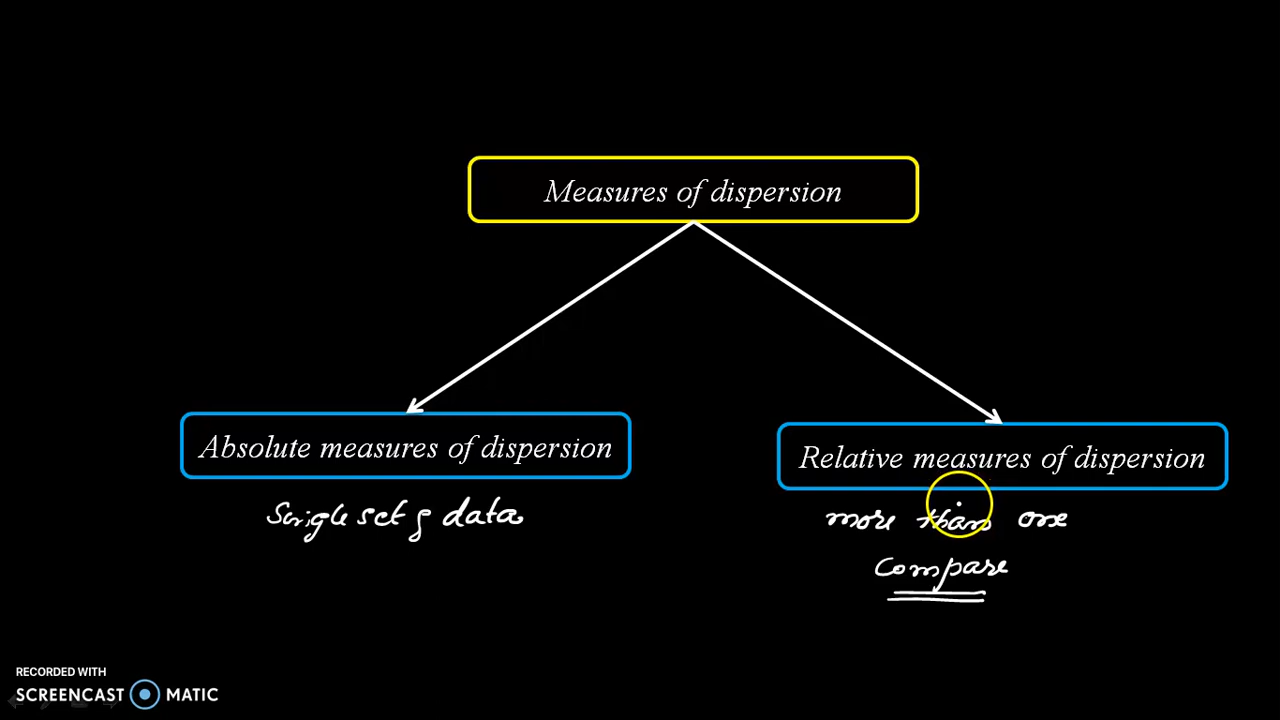 Measures of dispersion
Absolute measures of dispersion
Relative measures of dispersion
Single set of data
more than one
Compare
RECORDED WITH
SCREENCAST MATIC